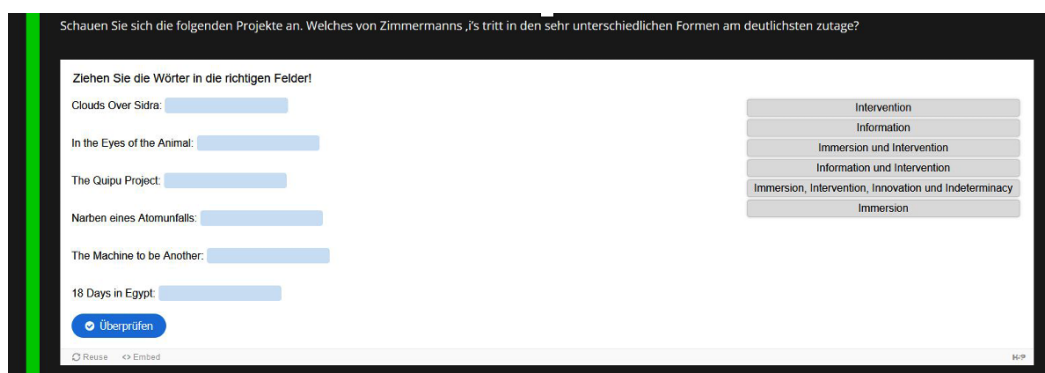 Schauen Sie sich die folgenden Projekte an. Welches von Zimmermanns ‚i's tritt in den sehr unterschiedlichen Formen am deutlichsten zutage?
Ziehen Sie die Wörter in die richtigen Felder!
Clouds Over Sidra:
In the Eyes of the Animal:
The Quipu Project:
Narben eines Atomunfalls:
The Machine to be Another:
18 Days in Egypt:
Intervention
Information
Immersion und Intervention
Information und Intervention
Immersion, Intervention, Innovation und Indeterminacy
Immersion
Überprüfen
Reuse <> Embed
H-P